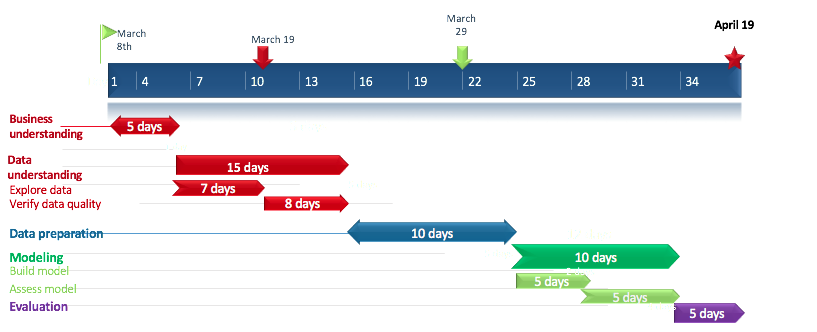 March
8th
March 19
March
29
April 19
1 4 7 10 13 16 19 22 25 28 31 34
Business
understanding
5 days
Data
understanding
15 days
Explore data
7 days
Verify data quality
8 days
Data preparation
10 days
Modeling
10 days
Build model
5 days
Assess model
5 days
Evaluation
5 days